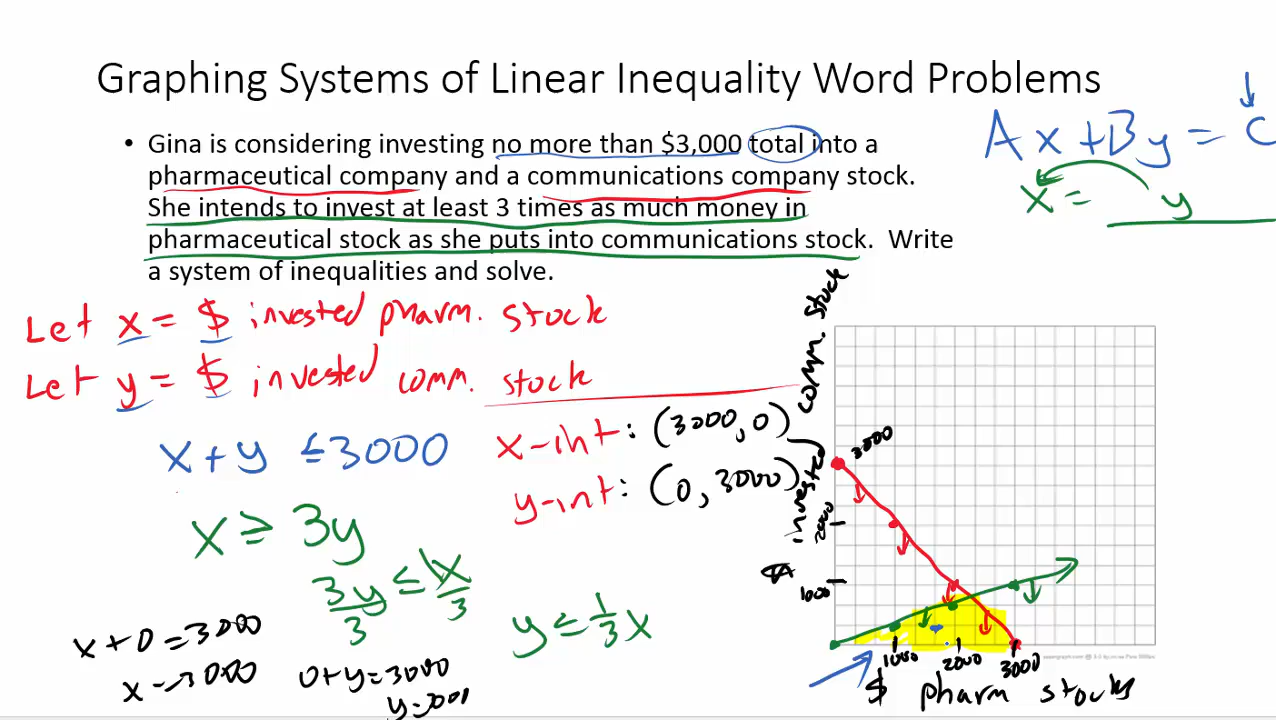 Graphing Systems of Linear Inequality Word Problems
• Gina is considering investing no more than $3,000 total into a
pharmaceutical company and a communications company stock.
She intends to invest at least 3 times as much money in
pharmaceutical stock as she puts into communications stock. Write
a system of inequalities and solve.
Ax + By = C
x = y
Let x = $ invested pharm. stock
Let y = $ invested comm. stock
x + y ≤ 3000
x-int: (3000, 0)
y-int: (0, 3000)
x ≥ 3y
3y/3 ≤ x/3
y ≤ 1/3 x
x + 0 = 3000
x = 3000
0 + y = 3000
$ invested comm. stock
3000
2000
1000
1000 2000 3000
$ pharm stocks